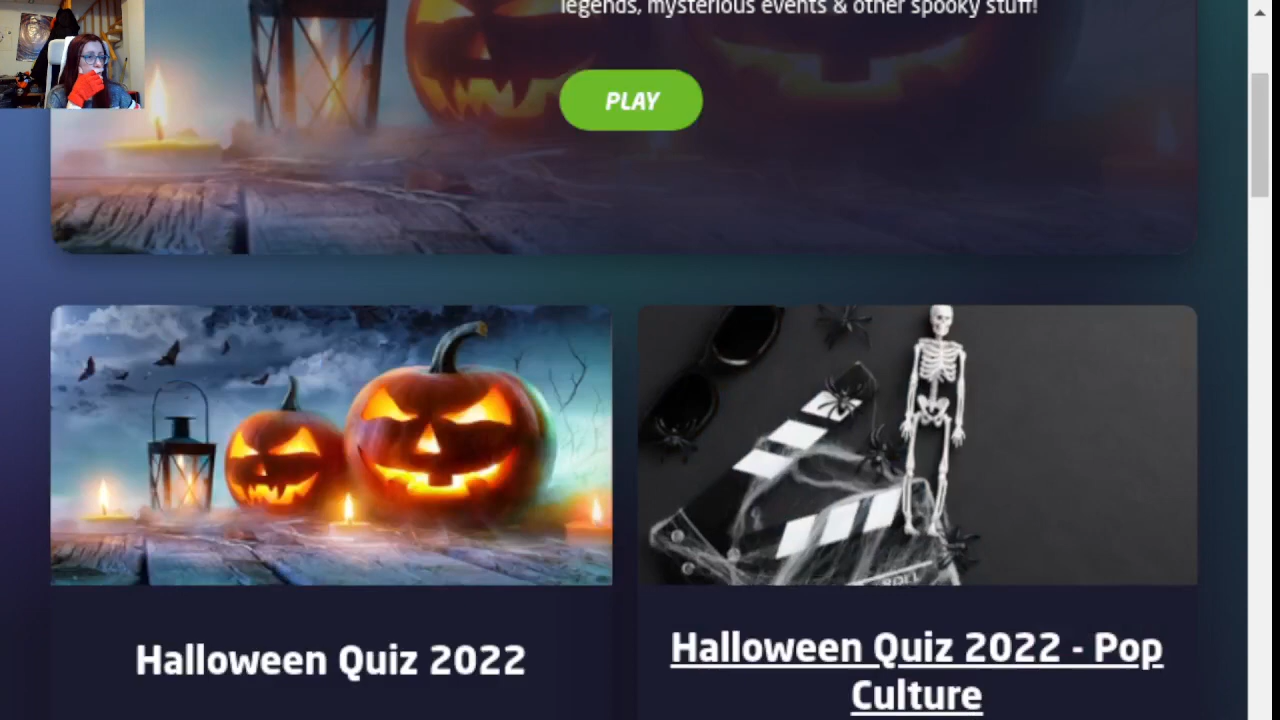 legends, mysterious events & other spooky stuff!
PLAY
Halloween Quiz 2022
Halloween Quiz 2022 - Pop
Culture